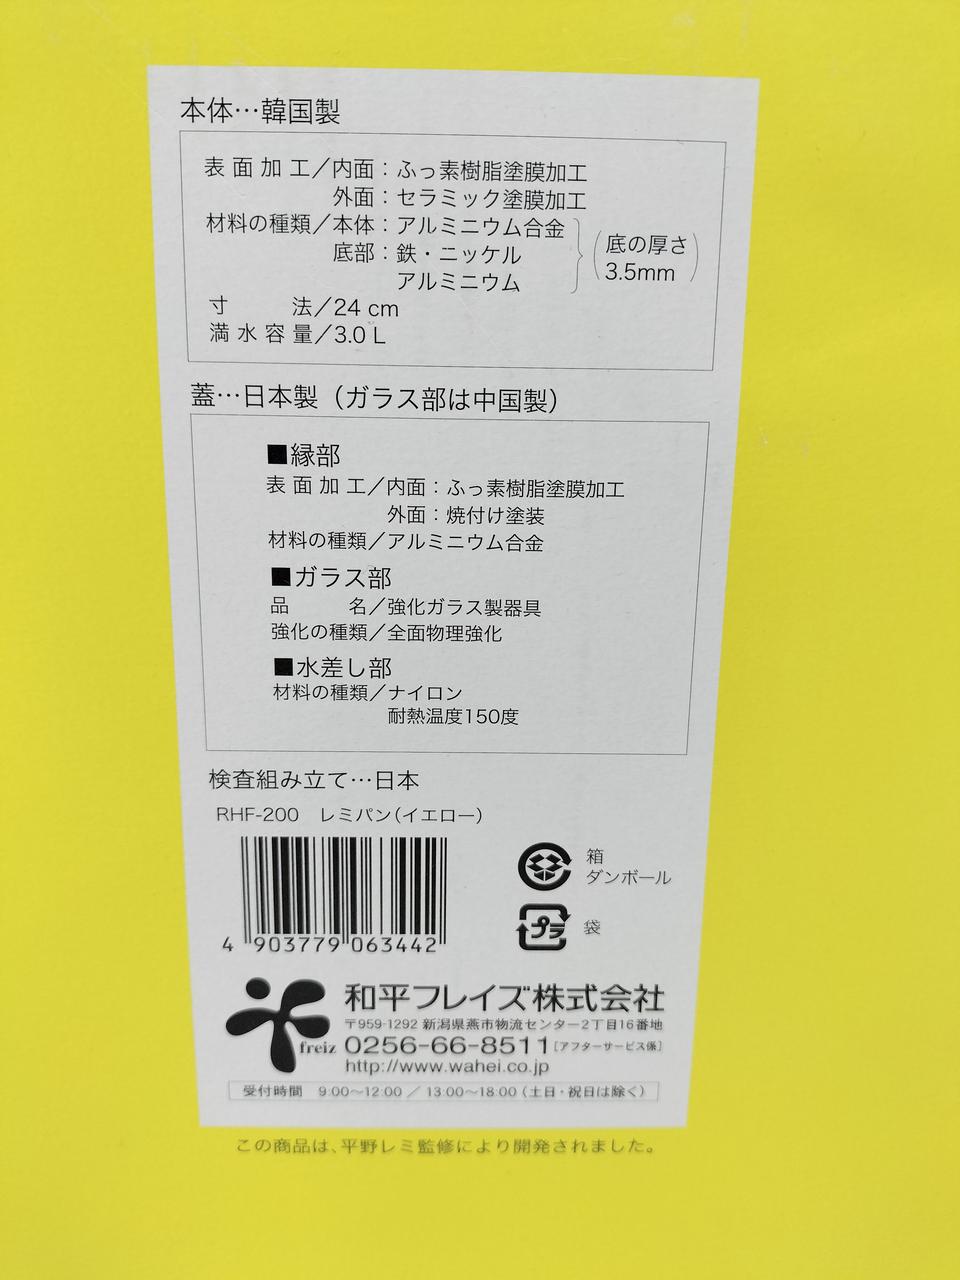 本体…韓国製
表面加工／内面：ふっ素樹脂塗膜加工
外面：セラミック塗膜加工
材料の種類／本体：アルミニウム合金
底部：鉄・ニッケル
アルミニウム
（底の厚さ
3.5mm）
寸法／24 cm
満水容量／3.0 L
蓋…日本製（ガラス部は中国製）
■縁部
表面加工／内面：ふっ素樹脂塗膜加工
外面：焼付け塗装
材料の種類／アルミニウム合金
■ガラス部
品名／強化ガラス製器具
強化の種類／全面物理強化
■水差し部
材料の種類／ナイロン
耐熱温度150度
検査組み立て…日本
RHF-200 レミパン（イエロー）
4 903779 063442
箱
ダンボール
プラ
袋
freiz
和平フレイズ株式会社
〒959-1292 新潟県燕市物流センター2丁目16番地
0256-66-8511［アフターサービス係］
http://www.wahei.co.jp
受付時間 9:00〜12:00 ／ 13:00〜18:00（土日・祝日は除く）
この商品は、平野レミ監修により開発されました。